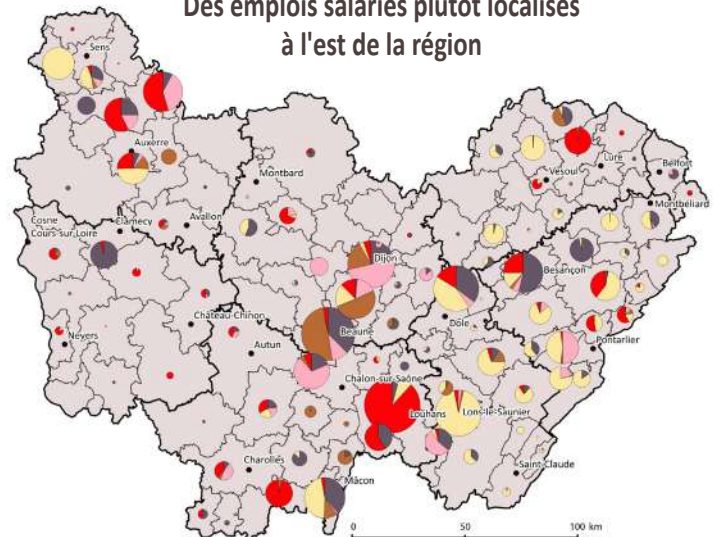 Des emplois salariés plutôt localisés
à l'est de la région
Sens
Auxerre
Montbard
Vesoul
Lure
Belfort
Montbéliard
Avallon
Clamecy
Cosne
Cours-sur-Loire
Dijon
Besançon
Château-Chinon
Nevers
Beaune
Dole
Autun
Pontarlier
Chalon-sur-Saône
Louhans
Lons-le-Saunier
Charolles
Mâcon
Saint-Claude
0 50 100 km